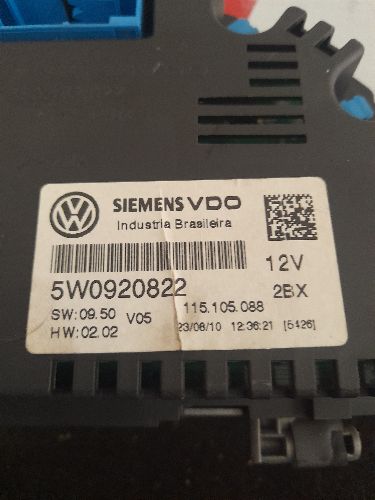 SIEMENS VDO
Industria Brasileira
12V
5W0920822 2BX
SW:09.50 V05 115.105.088
HW:02.02 23/08/10 12:36:21 [5426]